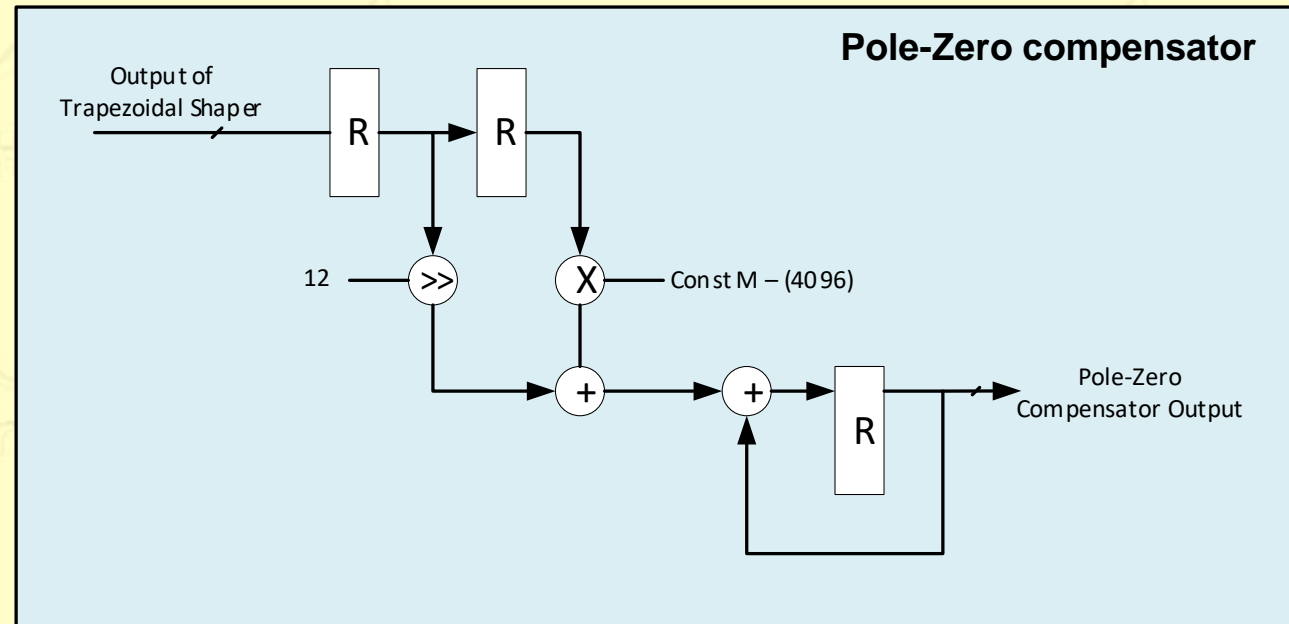 Pole-Zero compensator
Output of
Trapezoidal Shaper
R
R
12
>>
X
Const M – (4096)
+
+
R
Pole-Zero
Compensator Output